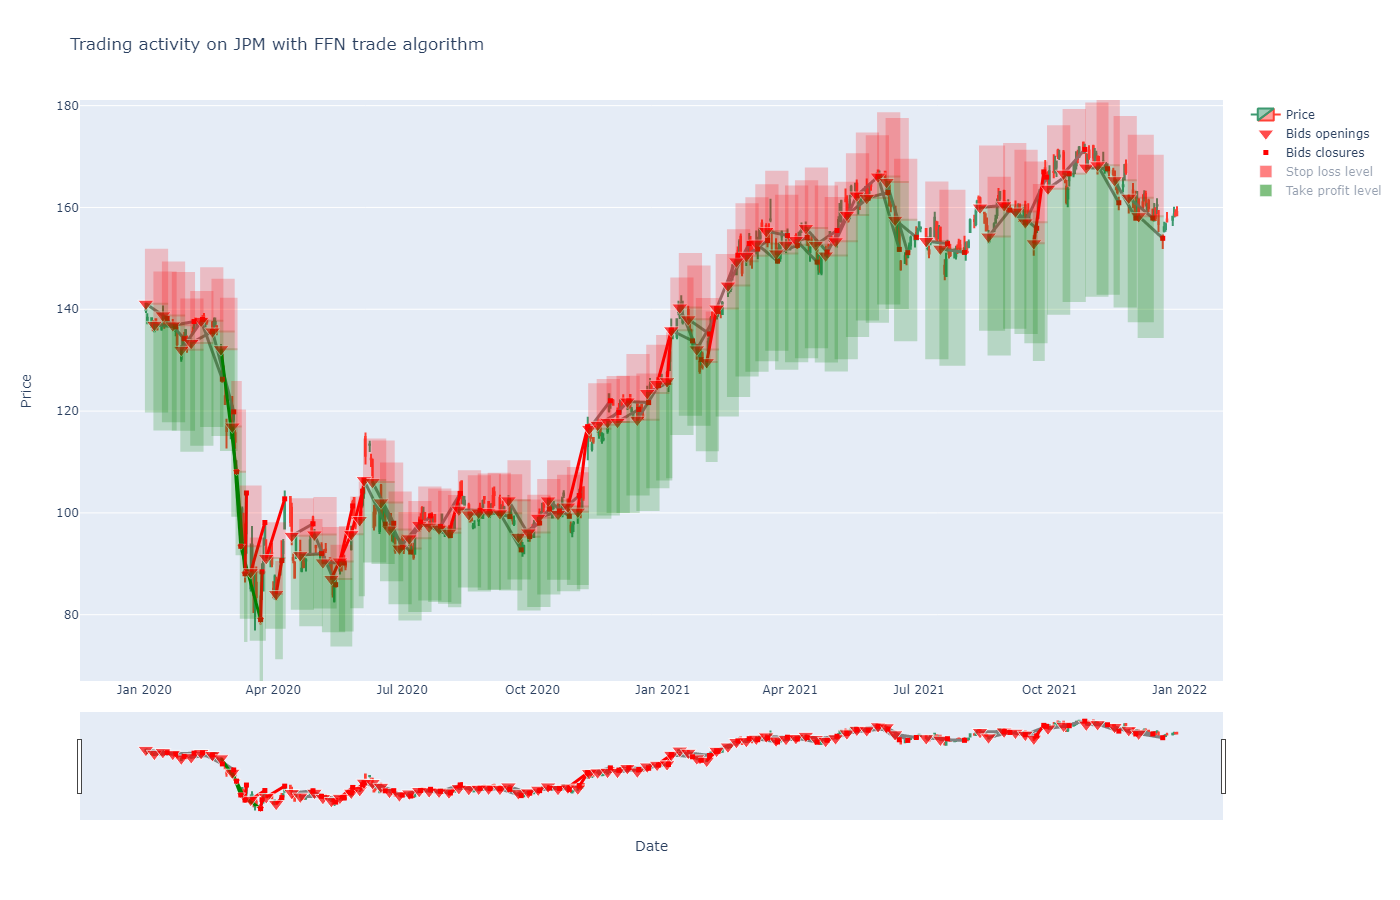 Trading activity on JPM with FFN trade algorithm
Price
Bids openings
Bids closures
Stop loss level
Take profit level
180
160
140
120
100
80
Price
Jan 2020
Apr 2020
Jul 2020
Oct 2020
Jan 2021
Apr 2021
Jul 2021
Oct 2021
Jan 2022
Date